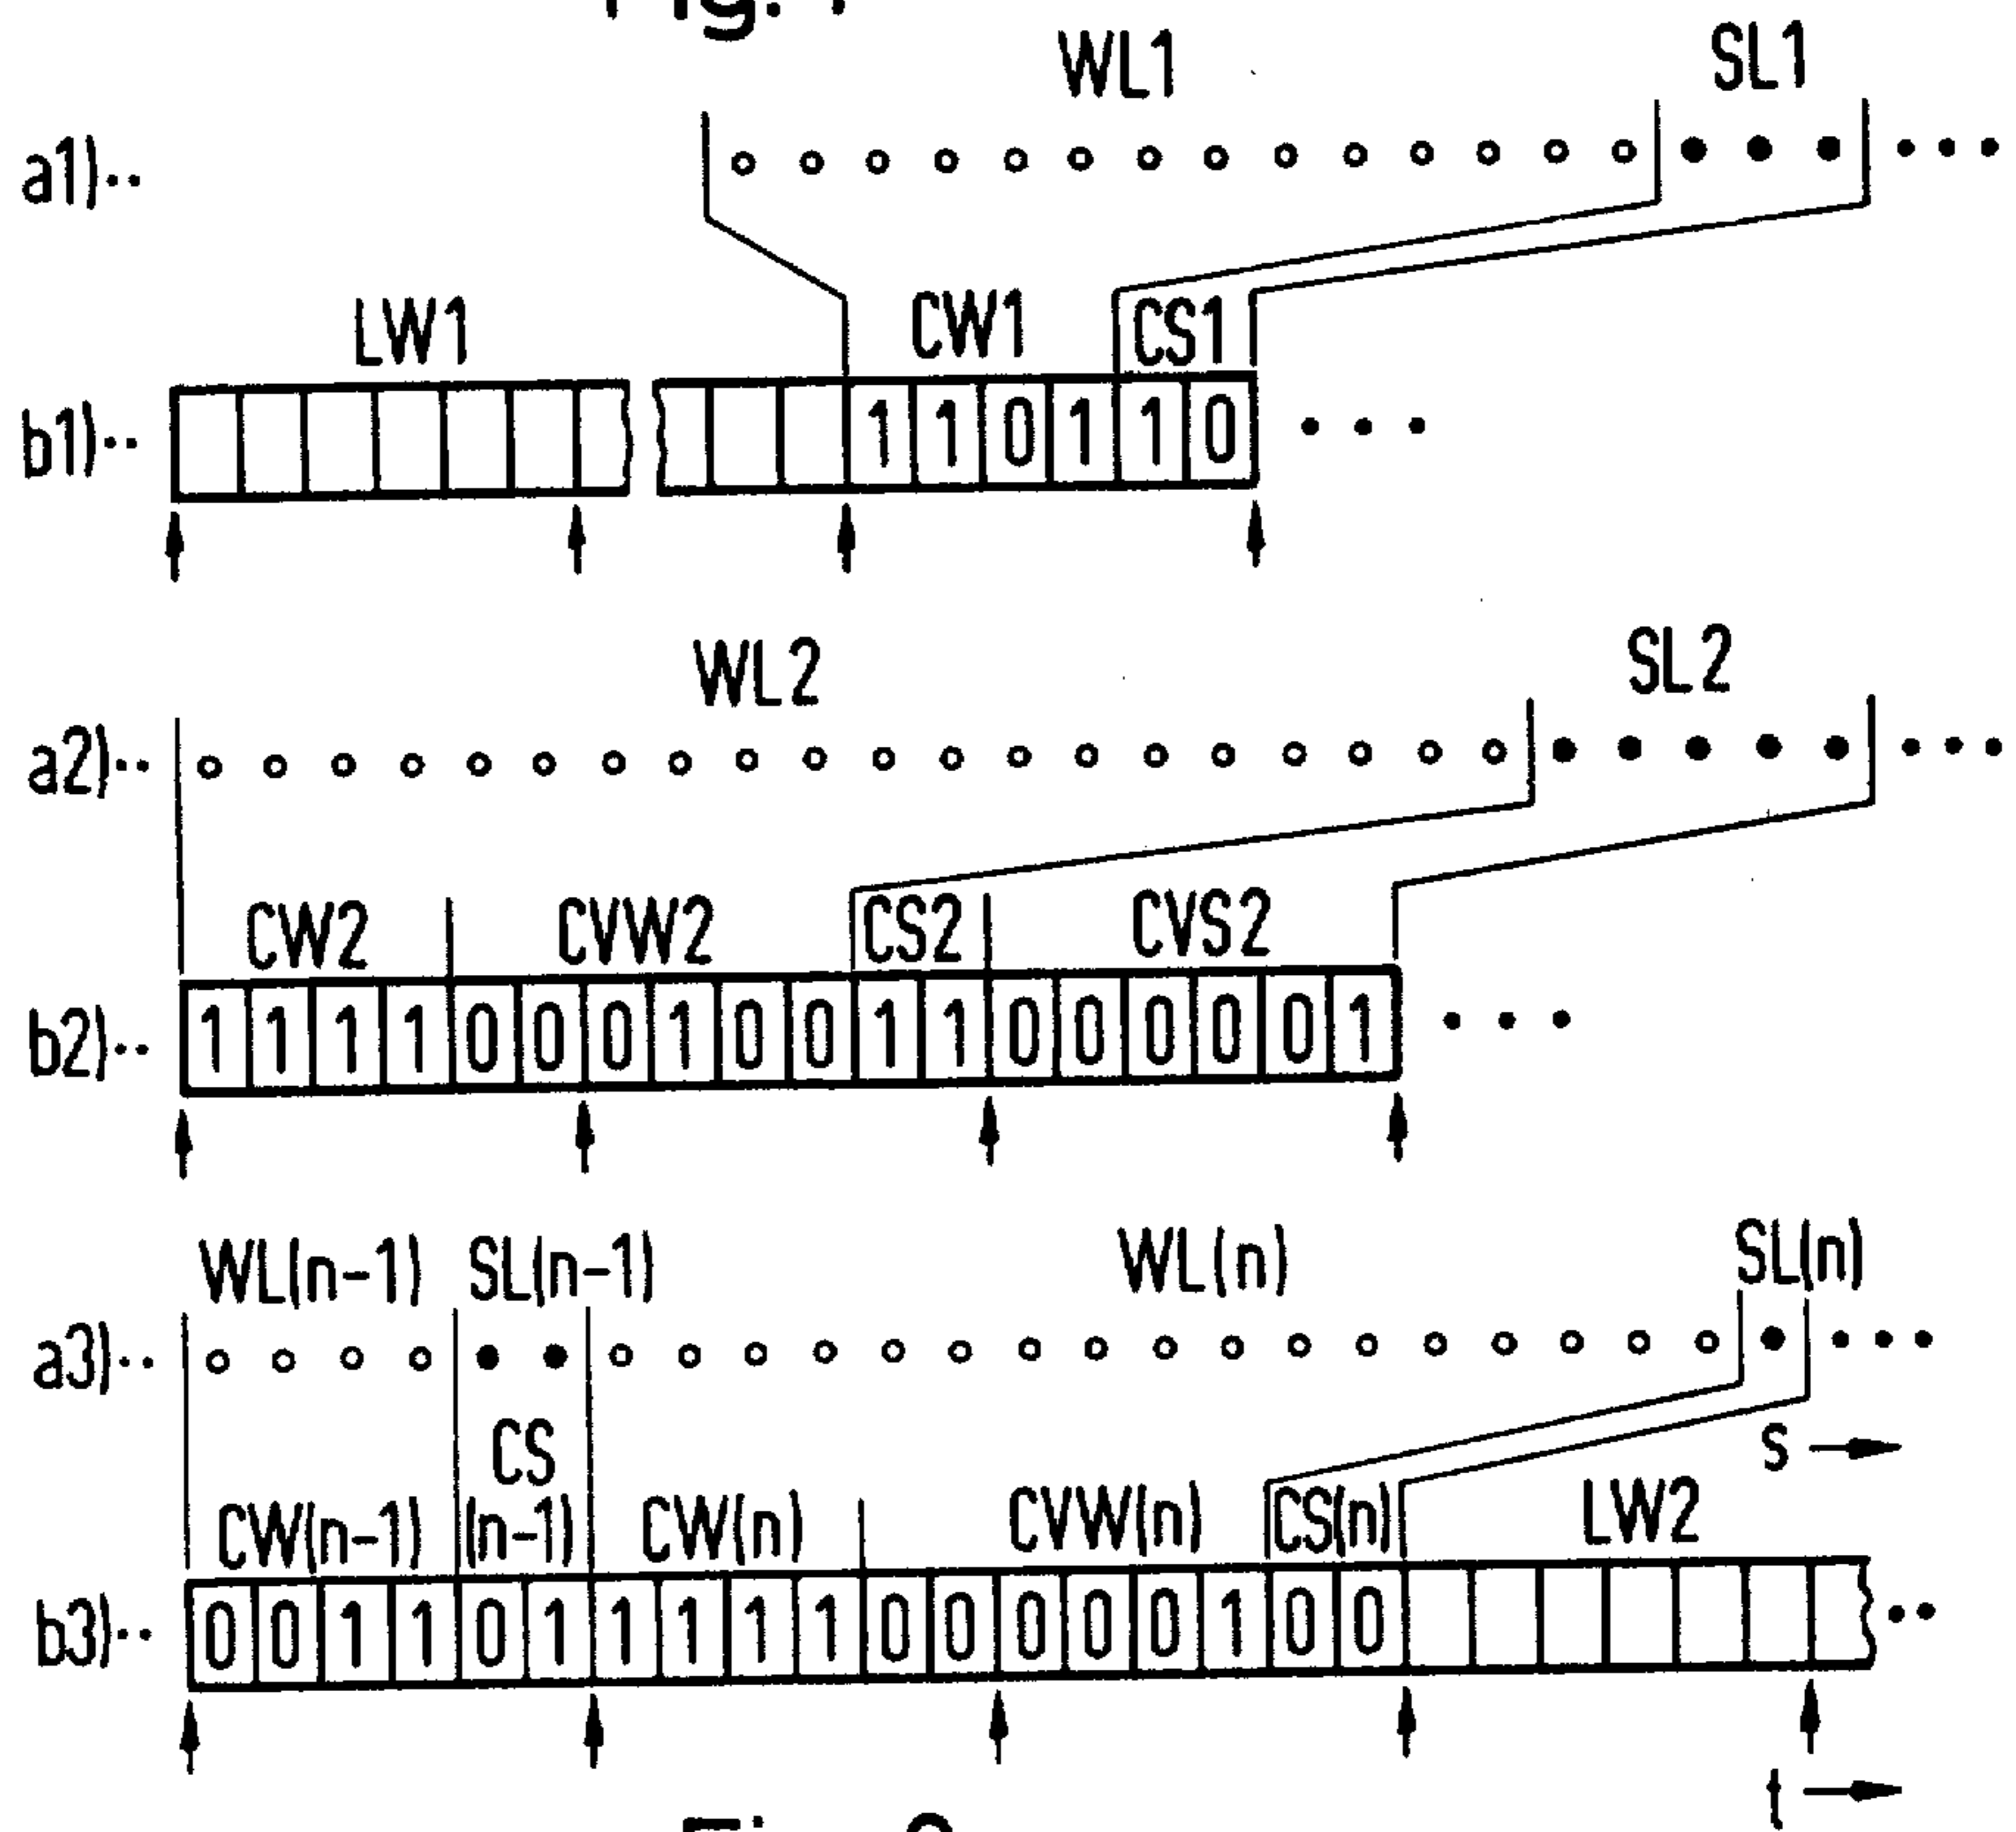 WL1 SL1
a1)..
LW1 CW1 CS1
b1).. 1 1 0 1 1 0 . . .
WL2 SL2
a2)..
CW2 CVW2 CS2 CVS2
b2).. 1 1 1 1 0 0 0 1 0 0 1 1 0 0 0 0 0 1 . . .
WL(n-1) SL(n-1) WL(n) SL(n)
a3)..
CS s
CW(n-1) (n-1) CW(n) CVW(n) CS(n) LW2
b3).. 0 0 1 1 0 1 1 1 1 1 0 0 0 0 0 1 0 0 ..
t